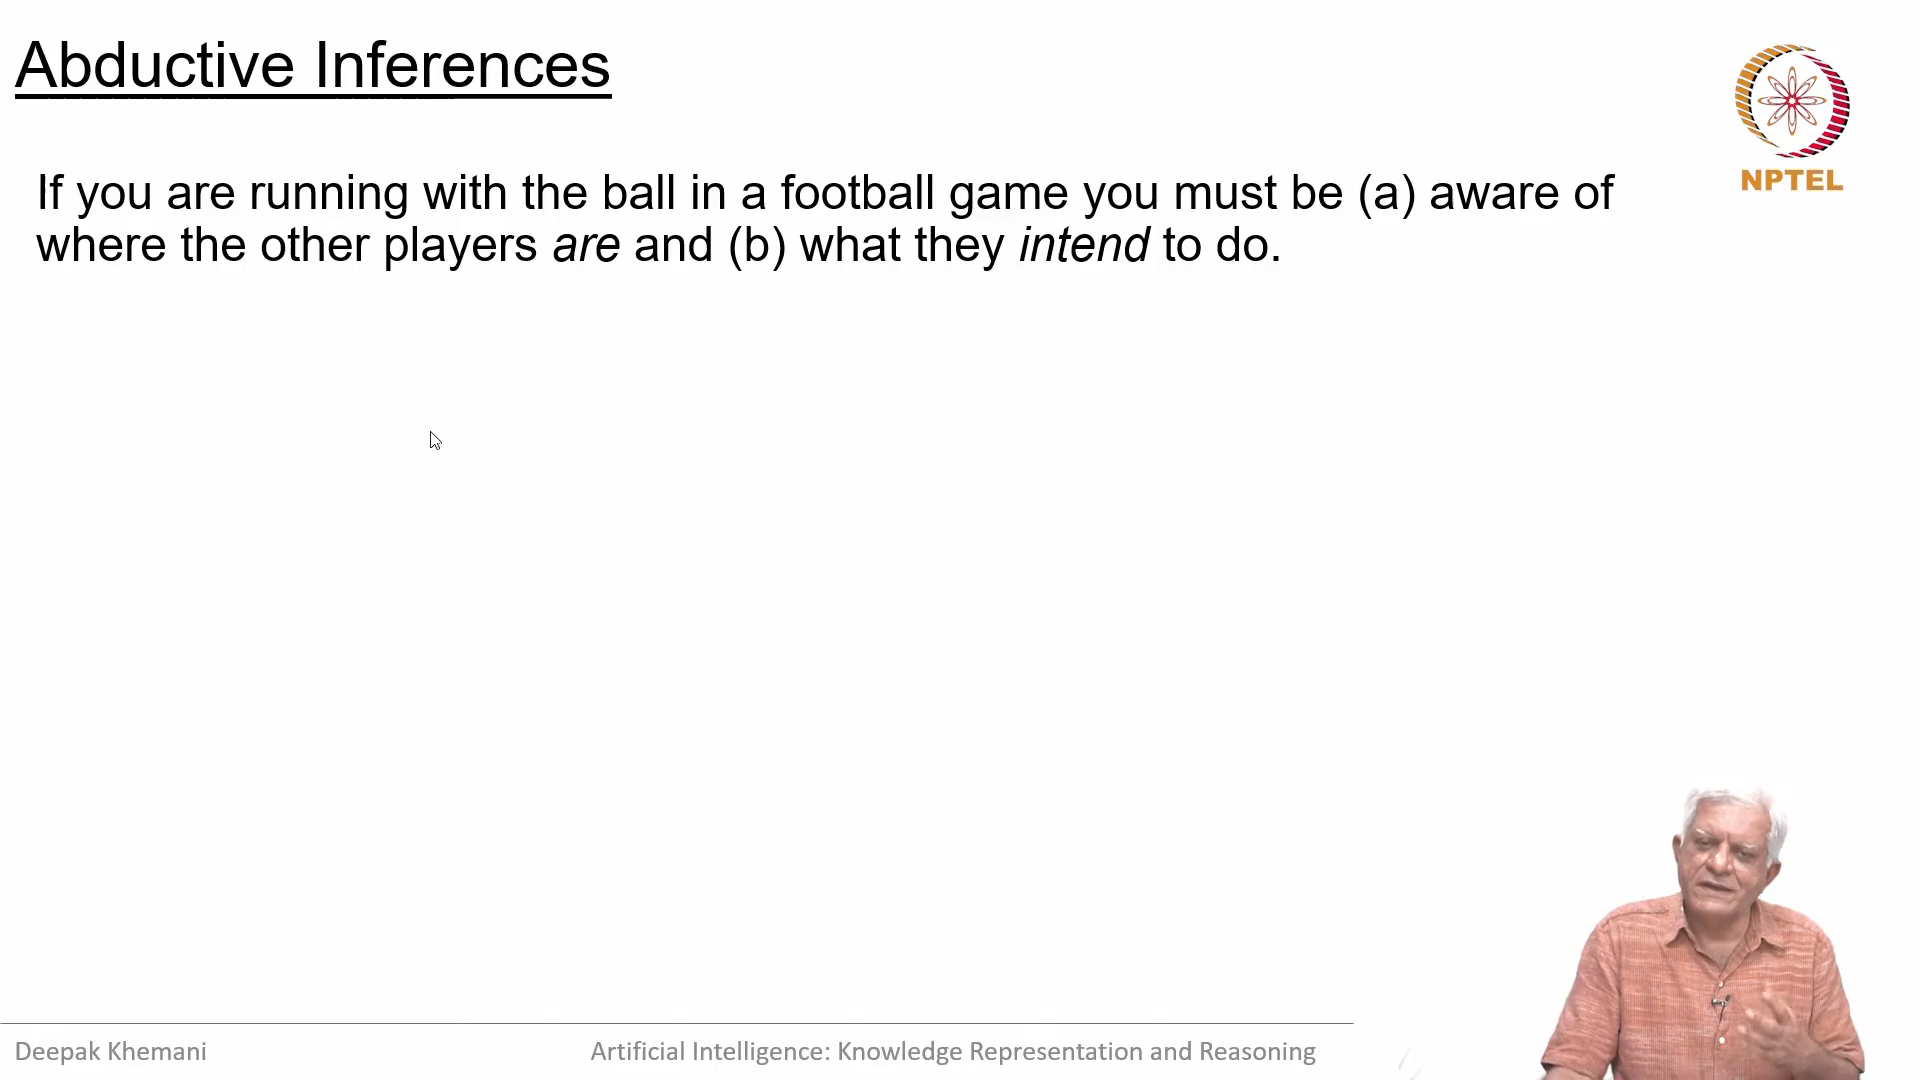 Abductive Inferences
NPTEL
If you are running with the ball in a football game you must be (a) aware of
where the other players are and (b) what they intend to do.
Deepak Khemani
Artificial Intelligence: Knowledge Representation and Reasoning